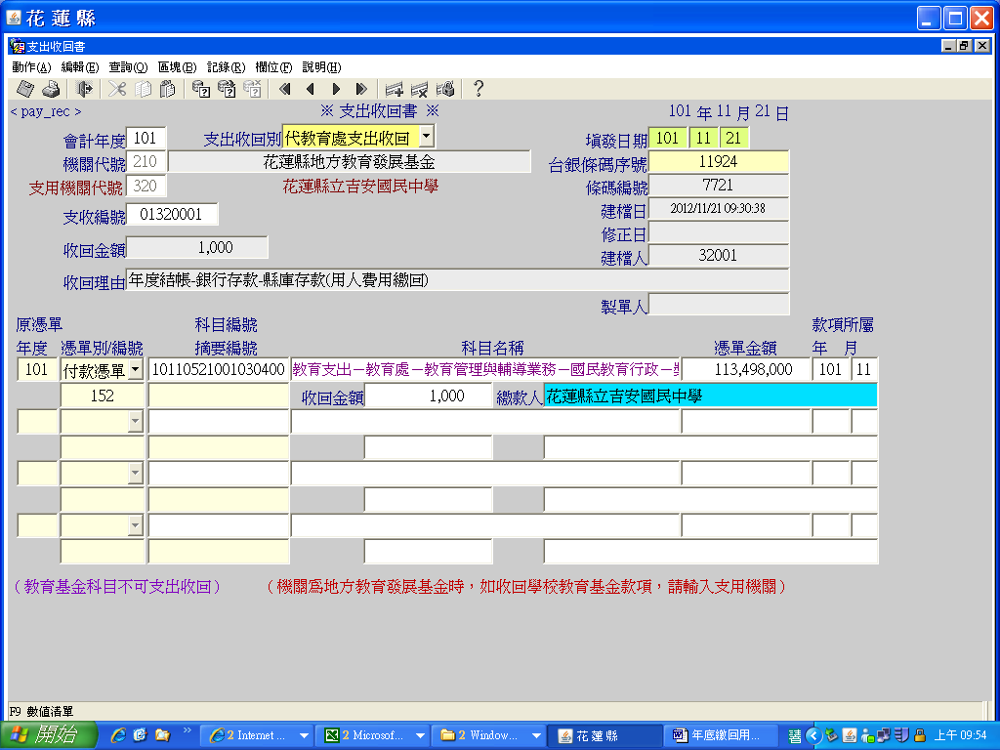 花 蓮 縣
支出收回書
動作(A) 編輯(E) 查詢(Q) 區塊(B) 記錄(R) 欄位(F) 說明(H)
< pay_rec > ※ 支出收回書 ※ 101 年 11 月 21 日
會計年度 101 支出收回別 代教育處支出收回 填發日期 101 11 21
機關代號 210 花蓮縣地方教育發展基金 台銀條碼序號 11924
支用機關代號 320 花蓮縣立吉安國民中學 條碼編號 7721
支收編號 01320001 建檔日 2012/11/21 09:30:38
修正日
收回金額 1,000 建檔人 32001
收回理由 年度結帳-銀行存款-縣庫存款(用人費用繳回)
製單人
原憑單 科目編號 款項所屬
年度 憑單別/編號 摘要編號 科目名稱 憑單金額 年 月
101 付款憑單 10110521001030400 教育支出－教育處－教育管理與輔導業務－國民教育行政－ 113,498,000 101 11
152 收回金額 1,000 繳款人 花蓮縣立吉安國民中學
（教育基金科目不可支出收回） （機關為地方教育發展基金時，如收回學校教育基金款項，請輸入支用機關）
F9 數值清單
開始 2 Internet ... 2 Microsof... 2 Window... 花 蓮 縣 年底繳回用... 上午 09:54